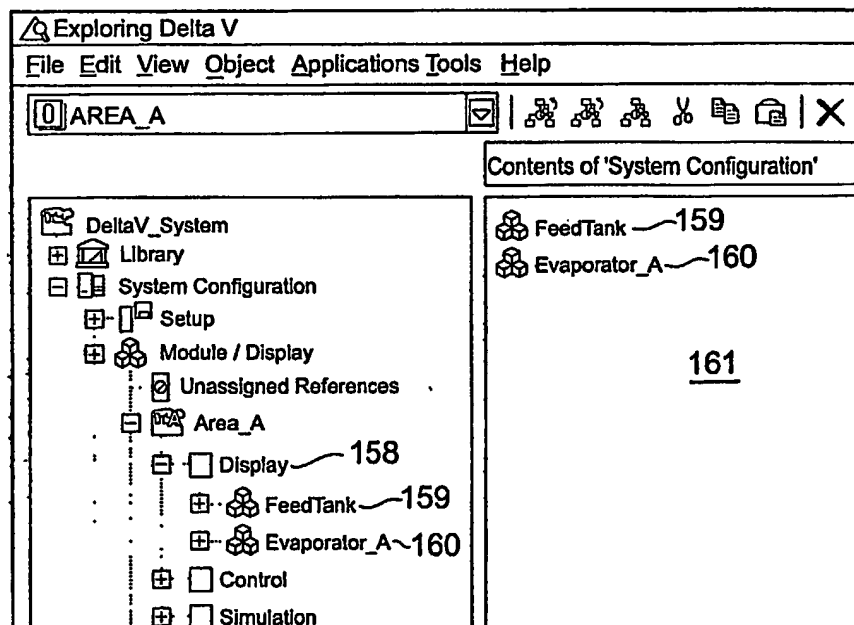 Exploring Delta V
File Edit View Object Applications Tools Help
AREA_A
Contents of 'System Configuration'
DeltaV_System
Library
System Configuration
Setup
Module / Display
Unassigned References
Area_A
Display 158
FeedTank 159
Evaporator_A 160
Control
Simulation
FeedTank 159
Evaporator_A 160
161